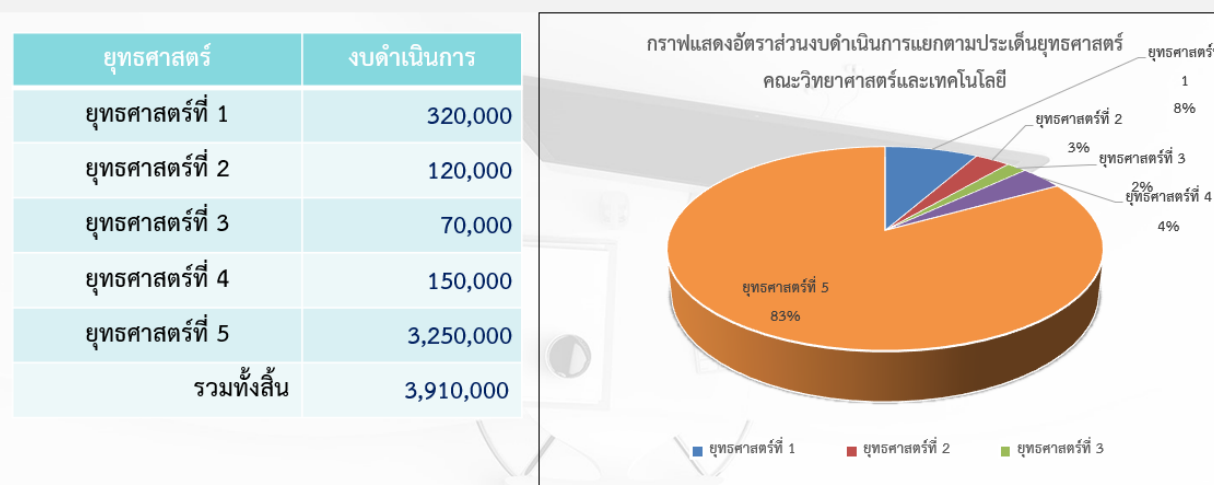 ยุทธศาสตร์ งบดำเนินการ
ยุทธศาสตร์ที่ 1 320,000
ยุทธศาสตร์ที่ 2 120,000
ยุทธศาสตร์ที่ 3 70,000
ยุทธศาสตร์ที่ 4 150,000
ยุทธศาสตร์ที่ 5 3,250,000
รวมทั้งสิ้น 3,910,000
กราฟแสดงอัตราส่วนงบดำเนินการแยกตามประเด็นยุทธศาสตร์
คณะวิทยาศาสตร์และเทคโนโลยี
ยุทธศาสตร์
1
8%
ยุทธศาสตร์ที่ 2
3%
ยุทธศาสตร์ที่ 3
2%
ยุทธศาสตร์ที่ 4
4%
ยุทธศาสตร์ที่ 5
83%
ยุทธศาสตร์ที่ 1 ยุทธศาสตร์ที่ 2 ยุทธศาสตร์ที่ 3